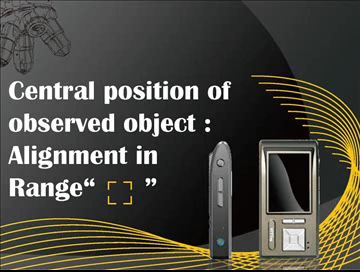 Central position of
observed object :
Alignment in
Range“ ”